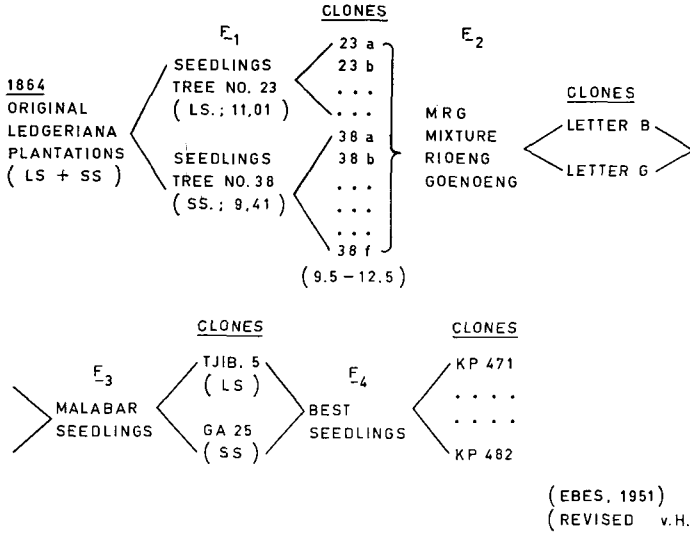 1864
ORIGINAL
LEDGERIANA
PLANTATIONS
( LS + SS )
F1
SEEDLINGS
TREE NO. 23
( LS. ; 11,01 )
SEEDLINGS
TREE NO. 38
( SS. ; 9,41 )
CLONES
23 a
23 b
. . .
. . .
38 a
38 b
. . .
. . .
. . .
38 f
( 9.5 – 12.5 )
F2
MRG
MIXTURE
RIOENG
GOENOENG
CLONES
LETTER B
LETTER G
F3
MALABAR
SEEDLINGS
CLONES
TJIB. 5
( LS )
GA 25
( SS )
F4
BEST
SEEDLINGS
CLONES
KP 471
. . . .
. . . .
KP 482
( EBES, 1951 )
( REVISED v.H.